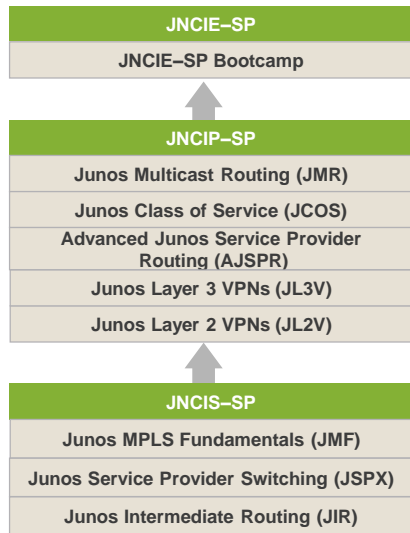 JNCIE–SP
JNCIE–SP Bootcamp
JNCIP–SP
Junos Multicast Routing (JMR)
Junos Class of Service (JCOS)
Advanced Junos Service Provider
Routing (AJSPR)
Junos Layer 3 VPNs (JL3V)
Junos Layer 2 VPNs (JL2V)
JNCIS–SP
Junos MPLS Fundamentals (JMF)
Junos Service Provider Switching (JSPX)
Junos Intermediate Routing (JIR)